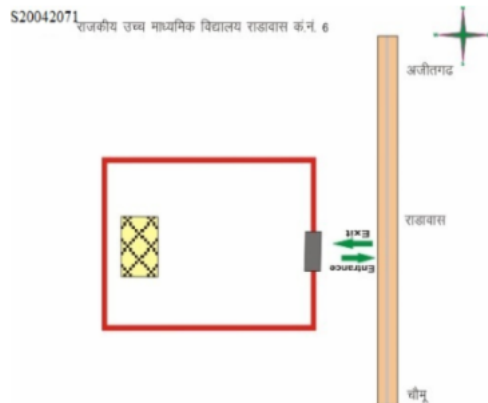 S20042071
राजकीय उच्च माध्यमिक विद्यालय राडावास कं.नं. 6
अजीतगढ
राडावास
Exit
Entrance
चौमू